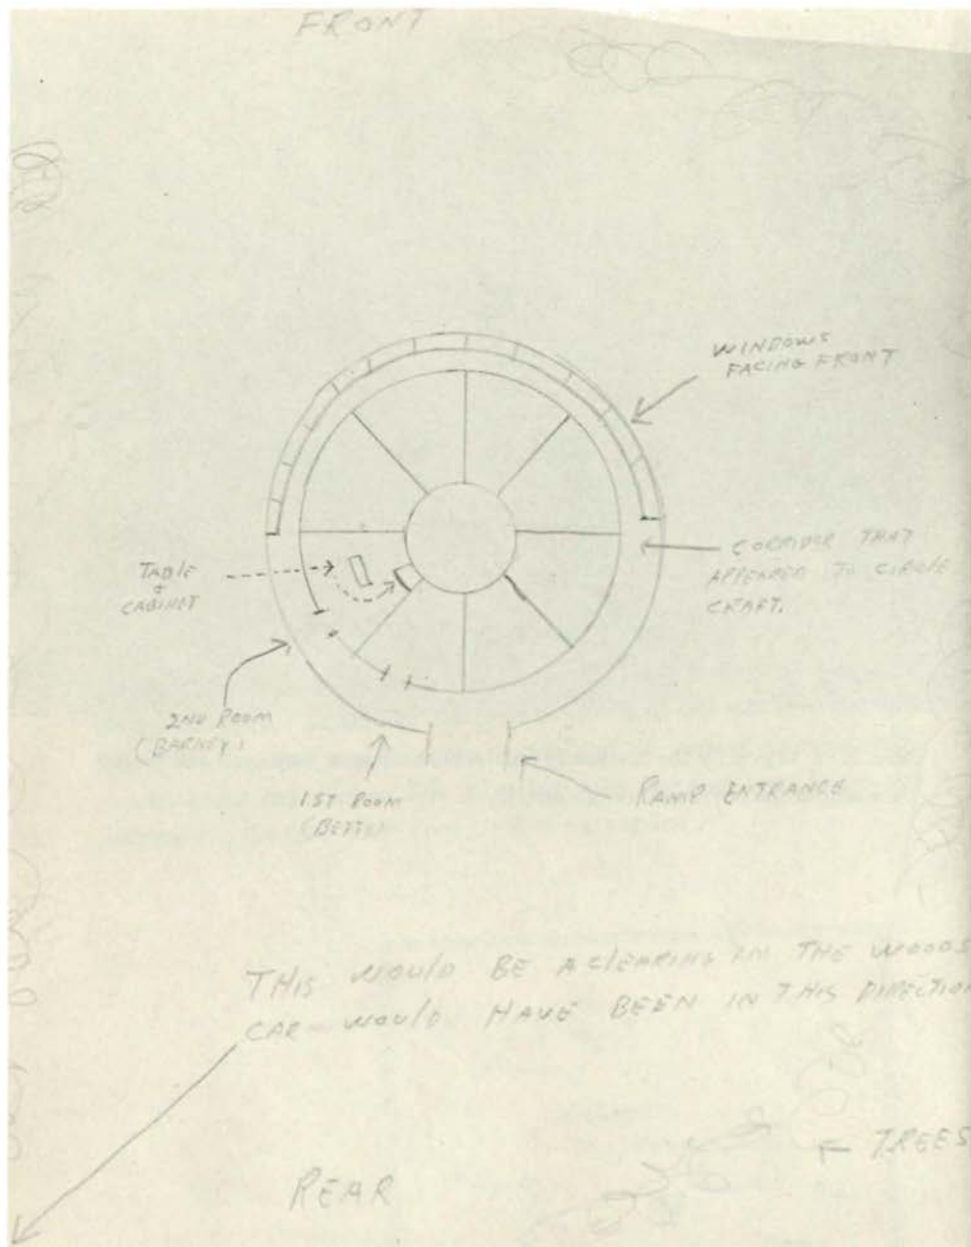 FRONT
WINDOWS
FACING FRONT
CORRIDOR THAT
APPEARED TO CIRCLE
CRAFT.
TABLE
+
CABINET
2ND ROOM
(BARNEY)
1ST ROOM
(BETTY)
RAMP ENTRANCE
THIS WOULD BE A CLEARING IN THE WOODS
CAR WOULD HAVE BEEN IN THIS DIRECTION
TREES
REAR